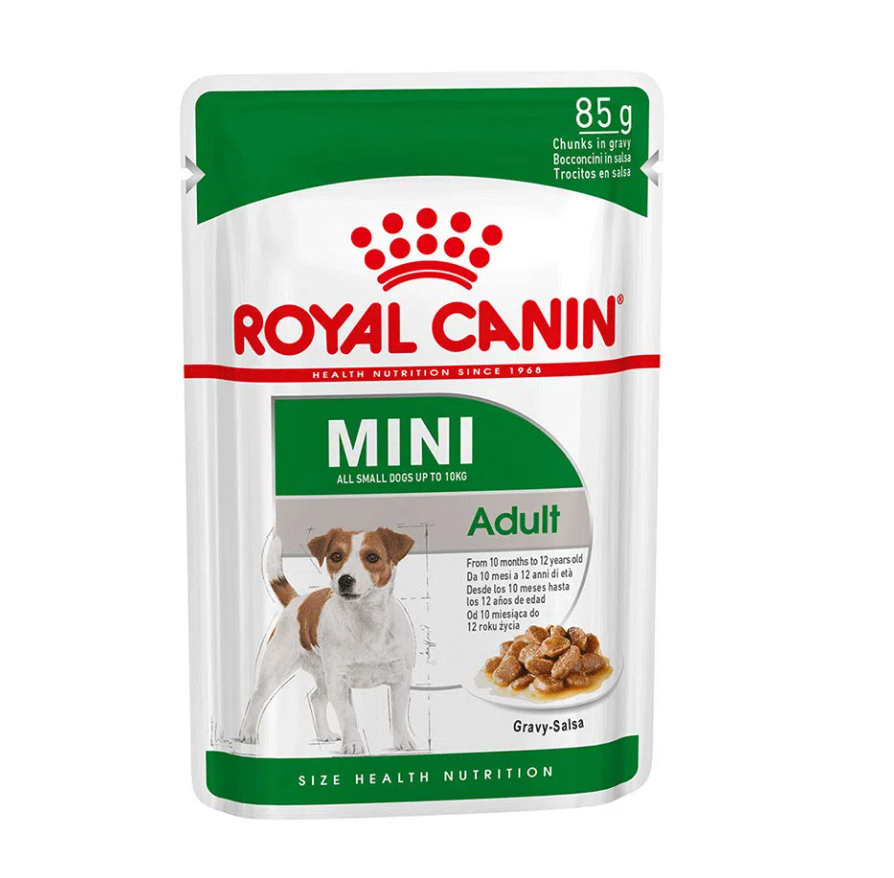 85 g
Chunks in gravy
Bocconcini in salsa
Trocitos en salsa
ROYAL CANIN®
HEALTH NUTRITION SINCE 1968
MINI
ALL SMALL DOGS UP TO 10KG
Adult
From 10 months to 12 years old
Da 10 mesi a 12 anni di età
Desde los 10 meses hasta
los 12 años de edad
Od 10 miesiąca do
12 roku życia
Gravy-Salsa
SIZE HEALTH NUTRITION